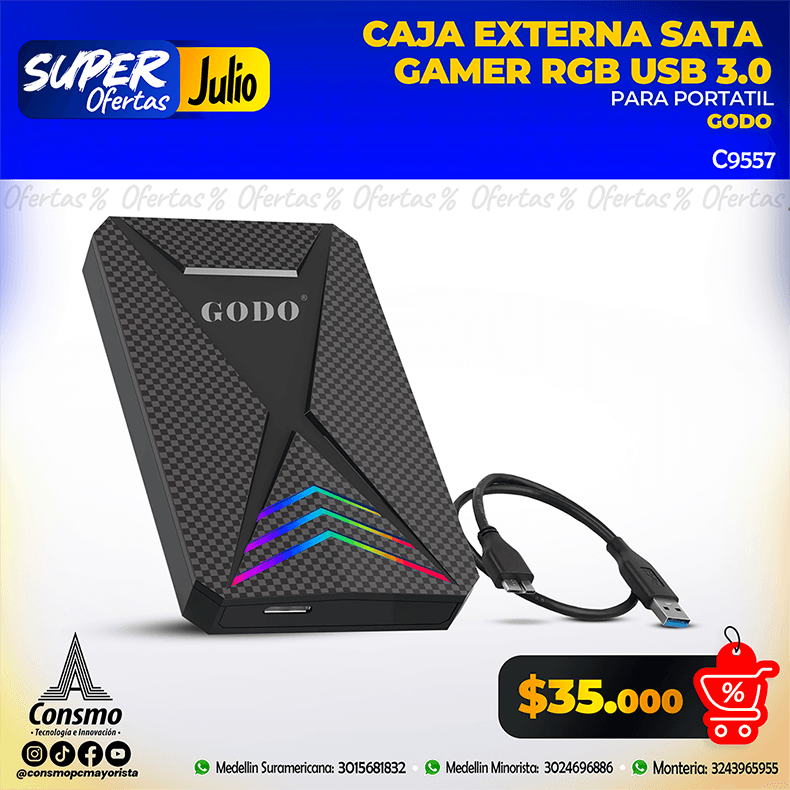 SUPER
Ofertas
Julio
CAJA EXTERNA SATA
GAMER RGB USB 3.0
PARA PORTATIL
GODO
C9557
Ofertas % Ofertas % Ofertas % Ofertas % Ofertas % Ofertas % Ofertas
GODO®
$35.000
%
Consmo
• Tecnología e Innovación •
@consmopcmayorista
Medellin Suramericana: 3015681832 • Medellin Minorista: 3024696886 • Monteria: 3243965955